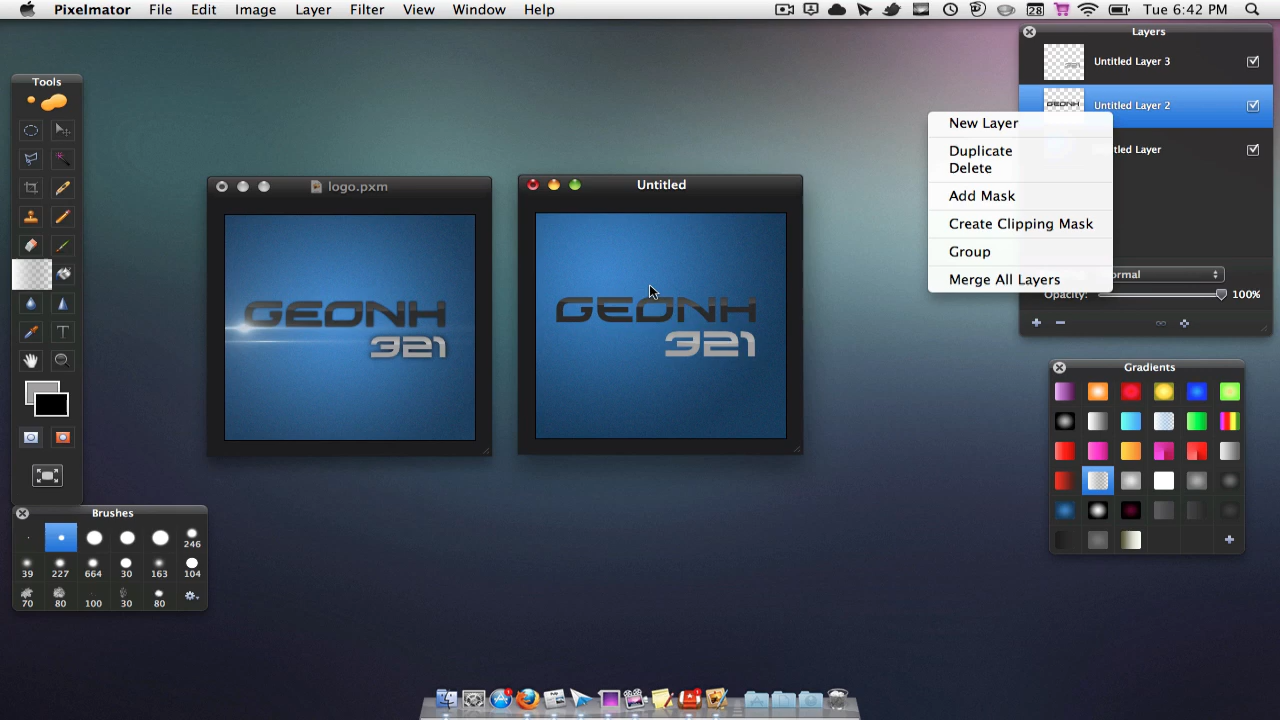 Pixelmator File Edit Image Layer Filter View Window Help
28 Tue 6:42 PM
Tools
logo.pxm
GEONH
321
Untitled
GEONH
321
Layers
Untitled Layer 3
GEONH
Untitled Layer 2
New Layer
Duplicate
Delete
Add Mask
Create Clipping Mask
Group
Merge All Layers
Opacity: 100%
Gradients
Brushes
246
39 227 664 30 163 104
70 80 100 30 80